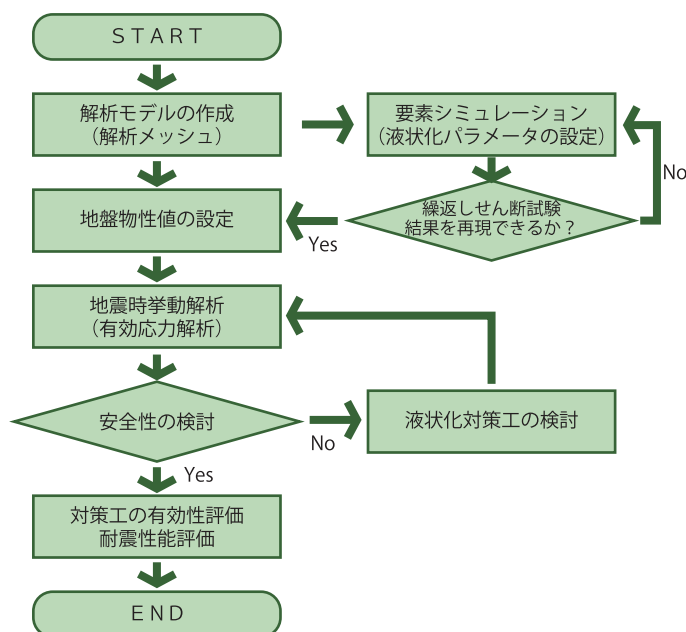 START
解析モデルの作成
（解析メッシュ）
要素シミュレーション
（液状化パラメータの設定）
No
繰返しせん断試験
結果を再現できるか？
Yes
地盤物性値の設定
地震時挙動解析
（有効応力解析）
安全性の検討
No
液状化対策工の検討
Yes
対策工の有効性評価
耐震性能評価
END